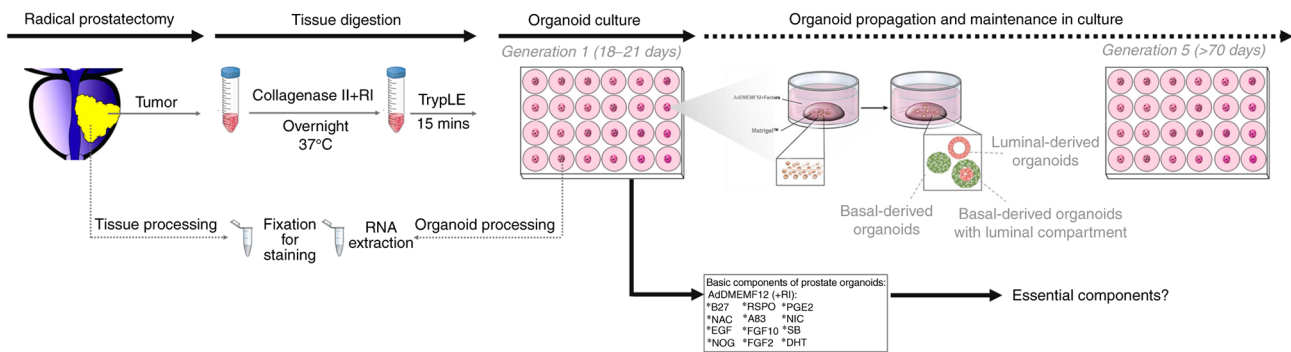 Radical prostatectomy
Tissue digestion
Organoid culture
Organoid propagation and maintenance in culture
Generation 1 (18–21 days)
Generation 5 (>70 days)
Tumor
Collagenase II+RI
Overnight
37°C
TrypLE
15 mins
AdDMEMF12+Factors
Matrigel™
Luminal-derived
organoids
Basal-derived
organoids
Basal-derived organoids
with luminal compartment
Tissue processing
Fixation
for
staining
RNA
extraction
Organoid processing
Basic components of prostate organoids:
AdDMEMF12 (+RI):
*B27 *RSPO *PGE2
*NAC *A83 *NIC
*EGF *FGF10 *SB
*NOG *FGF2 *DHT
Essential components?